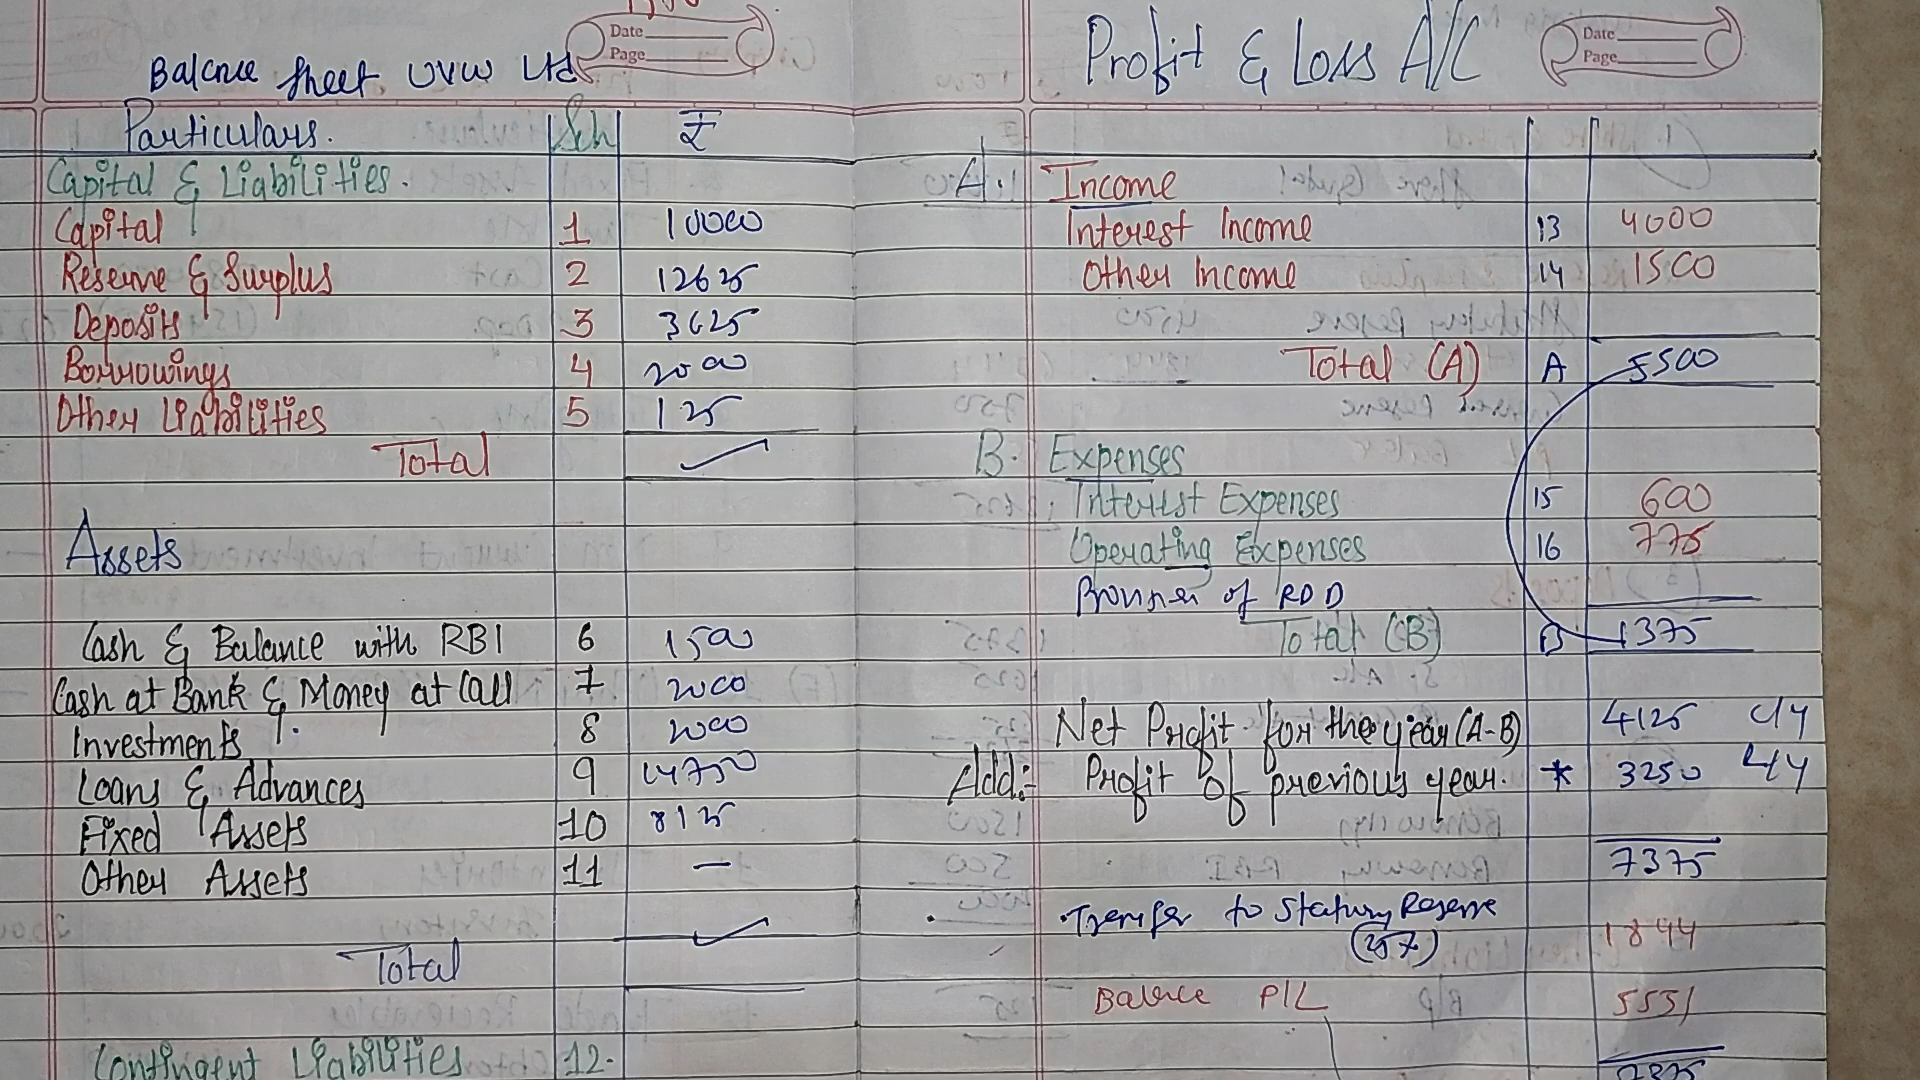 Balance Sheet UVW Ltd
Date
Page
Particulars. Sch ₹
Capital & Liabilities.
Capital 1 10000
Reserve & Surplus 2 12625
Deposits 3 3625
Borrowings 4 2000
Other Liabilities 5 125
Total
Assets
Cash & Balance with RBI 6 1500
Cash at Bank & Money at Call 7 2000
Investments 8 2000
Loans & Advances 9 14750
Fixed Assets 10 8125
Other Assets 11 —
Total
Contingent Liabilities 12.
Profit & Loss A/C
Date
Page
A. Income
Interest Income 13 4000
Other Income 14 1500
Total (A) A 5500
B. Expenses
Interest Expenses 15 600
Operating Expenses 16 775
of RDD
Total (B) B 1375
Net Profit for the year (A-B) 4125 C/Y
Add:- Profit of previous year. * 3250 L/Y
7375
Transfer to Statury Reserve
(25%) 1844
Balance P/L 5531
7375